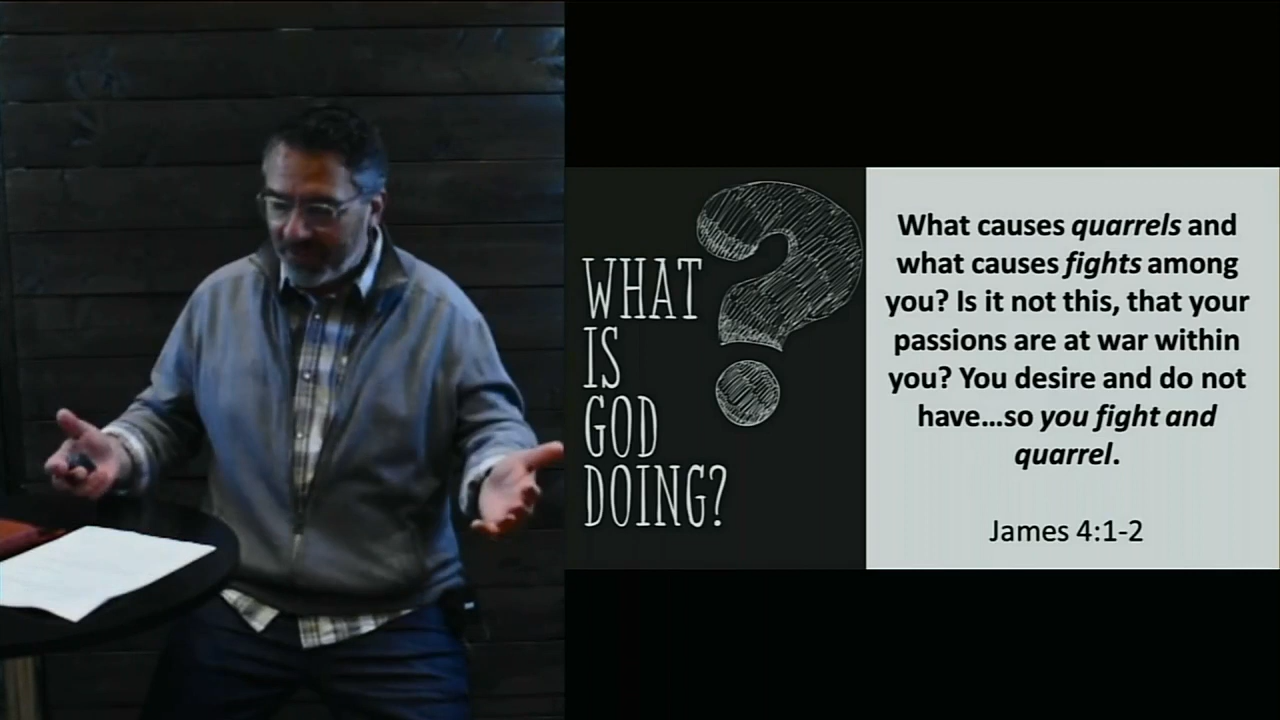 WHAT
IS
GOD
DOING?
What causes quarrels and
what causes fights among
you? Is it not this, that your
passions are at war within
you? You desire and do not
have…so you fight and
quarrel.
James 4:1-2